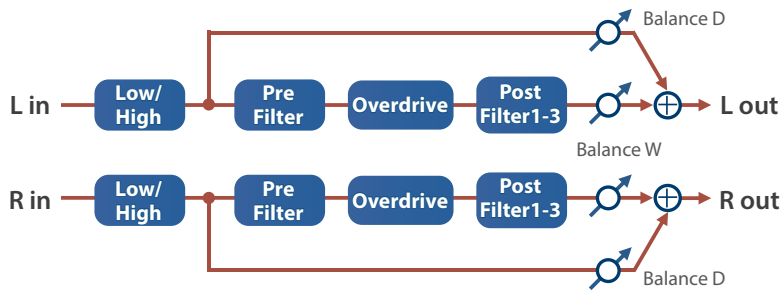 Balance D
L in
Low/
High
Pre
Filter
Overdrive
Post
Filter1-3
L out
Balance W
R in
Low/
High
Pre
Filter
Overdrive
Post
Filter1-3
R out
Balance D